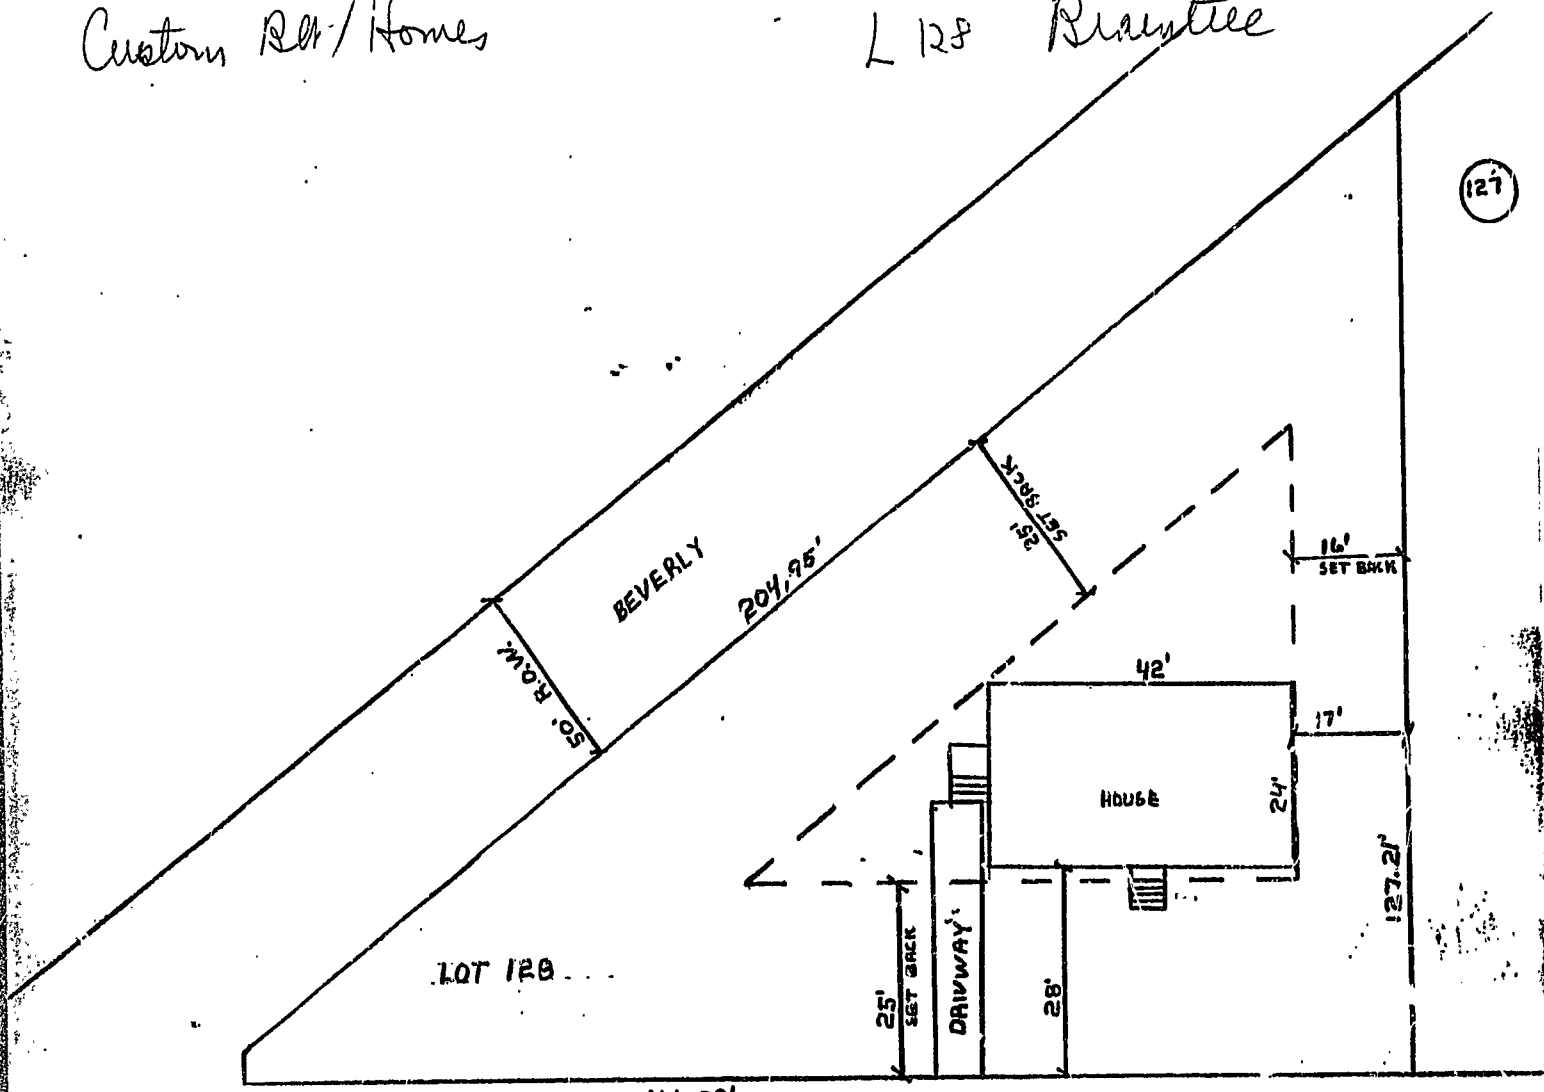 Custom Blt/Homes
L 128 Braintree
127
BEVERLY
204.95'
50' R.O.W.
25'
SET BACK
16'
SET BACK
42'
17'
HOUSE
24'
127.21'
LOT 128
25'
SET BACK
DRIVWAY
28'